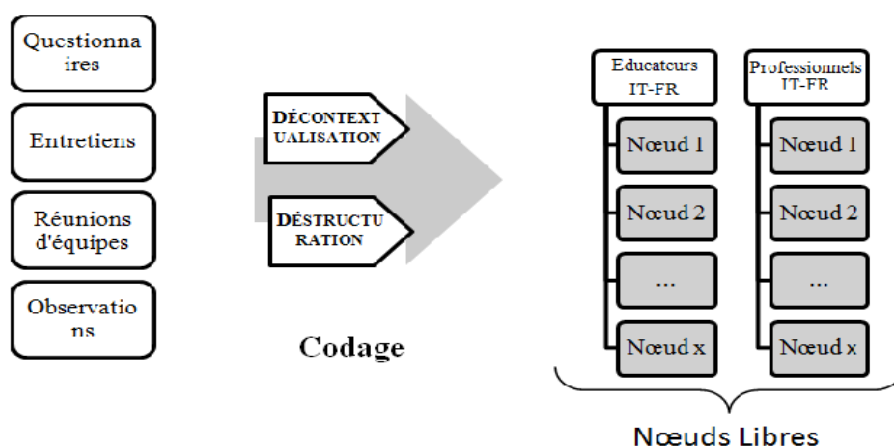 Questionna
ires
Entretiens
Réunions
d'équipes
Observatio
ns
DÉCONTEXT
UALISATION
DÉSTRUCTU
RATION
Codage
Educateurs
IT-FR
Nœud 1
Nœud 2
...
Nœud x
Professionnels
IT-FR
Nœud 1
Nœud 2
...
Nœud x
Nœuds Libres